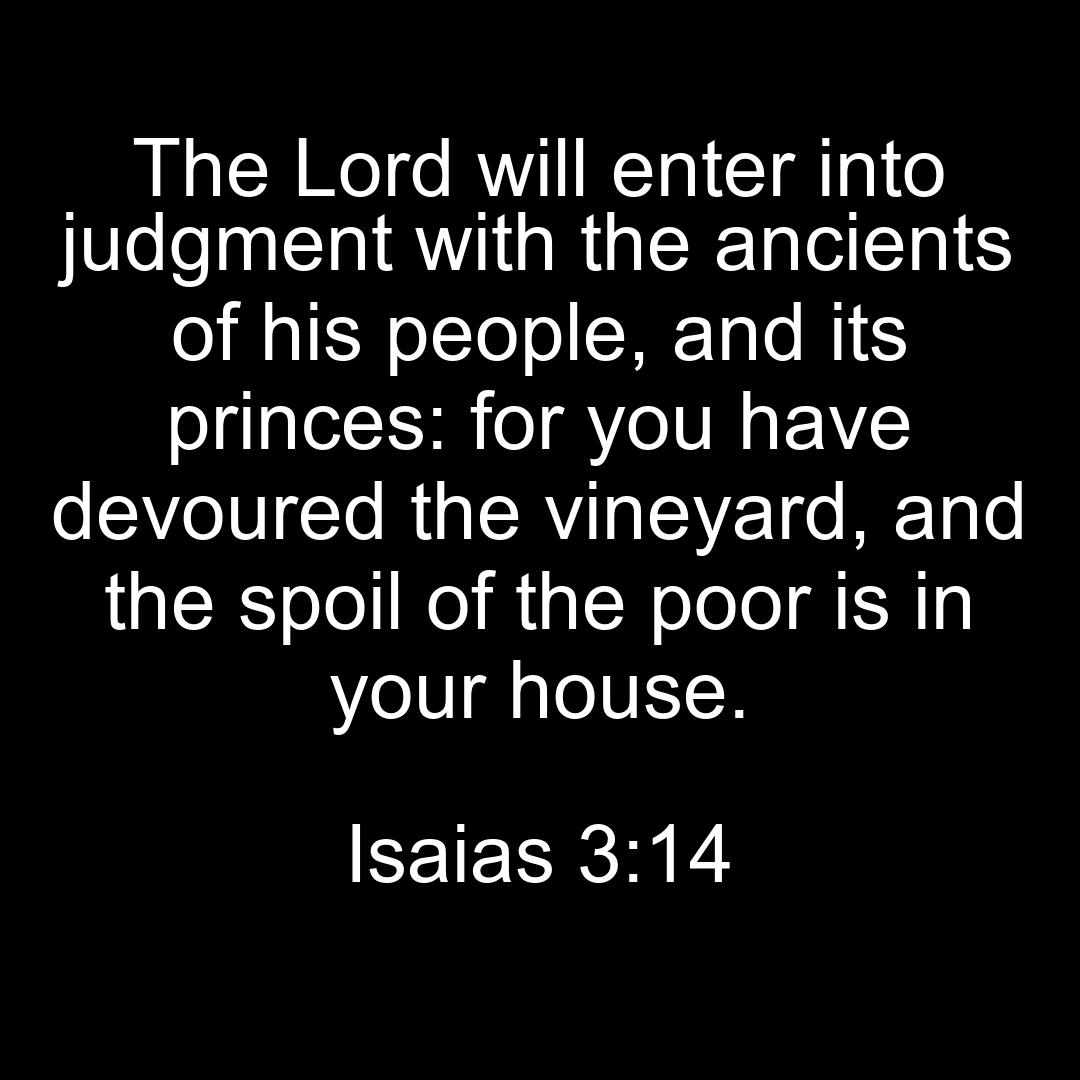 The Lord will enter into
judgment with the ancients
of his people, and its
princes: for you have
devoured the vineyard, and
the spoil of the poor is in
your house.
Isaias 3:14